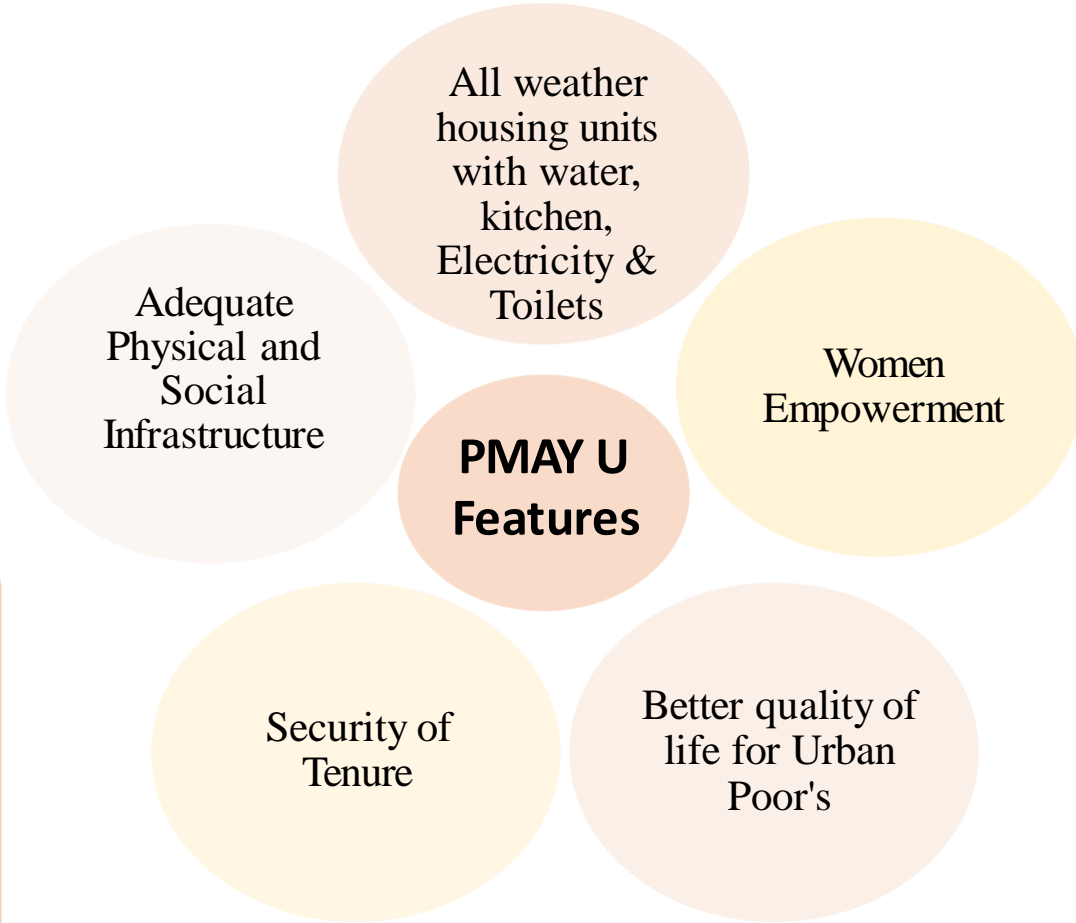 All weather
housing units
with water,
kitchen,
Electricity &
Toilets
Adequate
Physical and
Social
Infrastructure
Women
Empowerment
PMAY U
Features
Security of
Tenure
Better quality of
life for Urban
Poor's